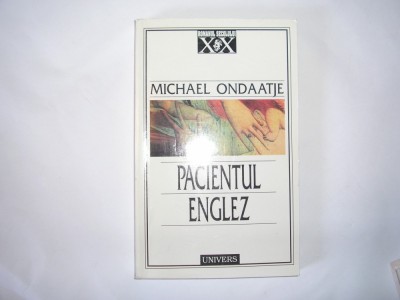 ROMANUL SECOLULUI
XX
MICHAEL ONDAATJE
PACIENTUL
ENGLEZ
UNIVERS